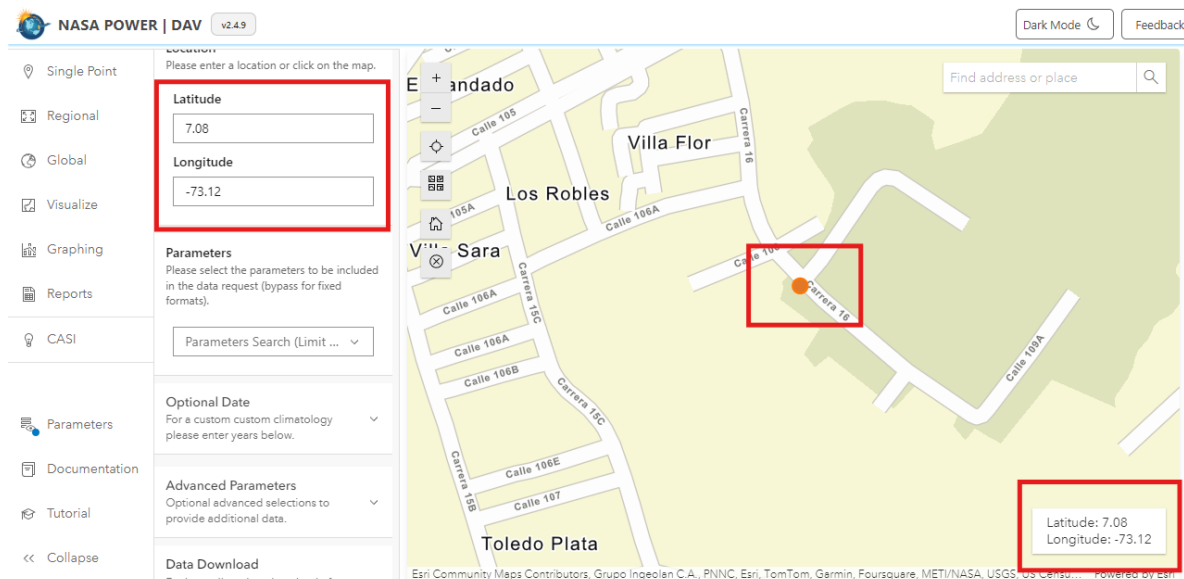 NASA POWER | DAV v2.4.9
Dark Mode
Feedback
Single Point
Regional
Global
Visualize
Graphing
Reports
CASI
Parameters
Documentation
Tutorial
<< Collapse
Location
Please enter a location or click on the map.
Latitude
7.08
Longitude
-73.12
Parameters
Please select the parameters to be included
in the data request (bypass for fixed
formats).
Parameters Search (Limit ...
Optional Date
For a custom custom climatology
please enter years below.
Advanced Parameters
Optional advanced selections to
provide additional data.
Data Download
+
−
Find address or place
andado
Calle 105
Villa Flor
Carrera 16
Los Robles
105A
Calle 106A
Sara
Carrera 15C
Calle 106A
Calle 106A
Calle 106B
Carrera 15C
Carrera 15B
Calle 106E
Calle 107
Toledo Plata
Carrera 16
Calle 109A
Latitude: 7.08
Longitude: -73.12
Esri Community Maps Contributors, Grupo Ingeolan C.A., PNNC, Esri, TomTom, Garmin, Foursquare, METI/NASA, USGS, US Censu... Powered by Esri